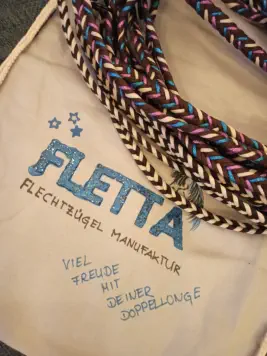 FLETTA
FLECHTZÜGEL MANUFAKTUR
VIEL
FREUDE
MIT
DEINER
DOPPELLONGE